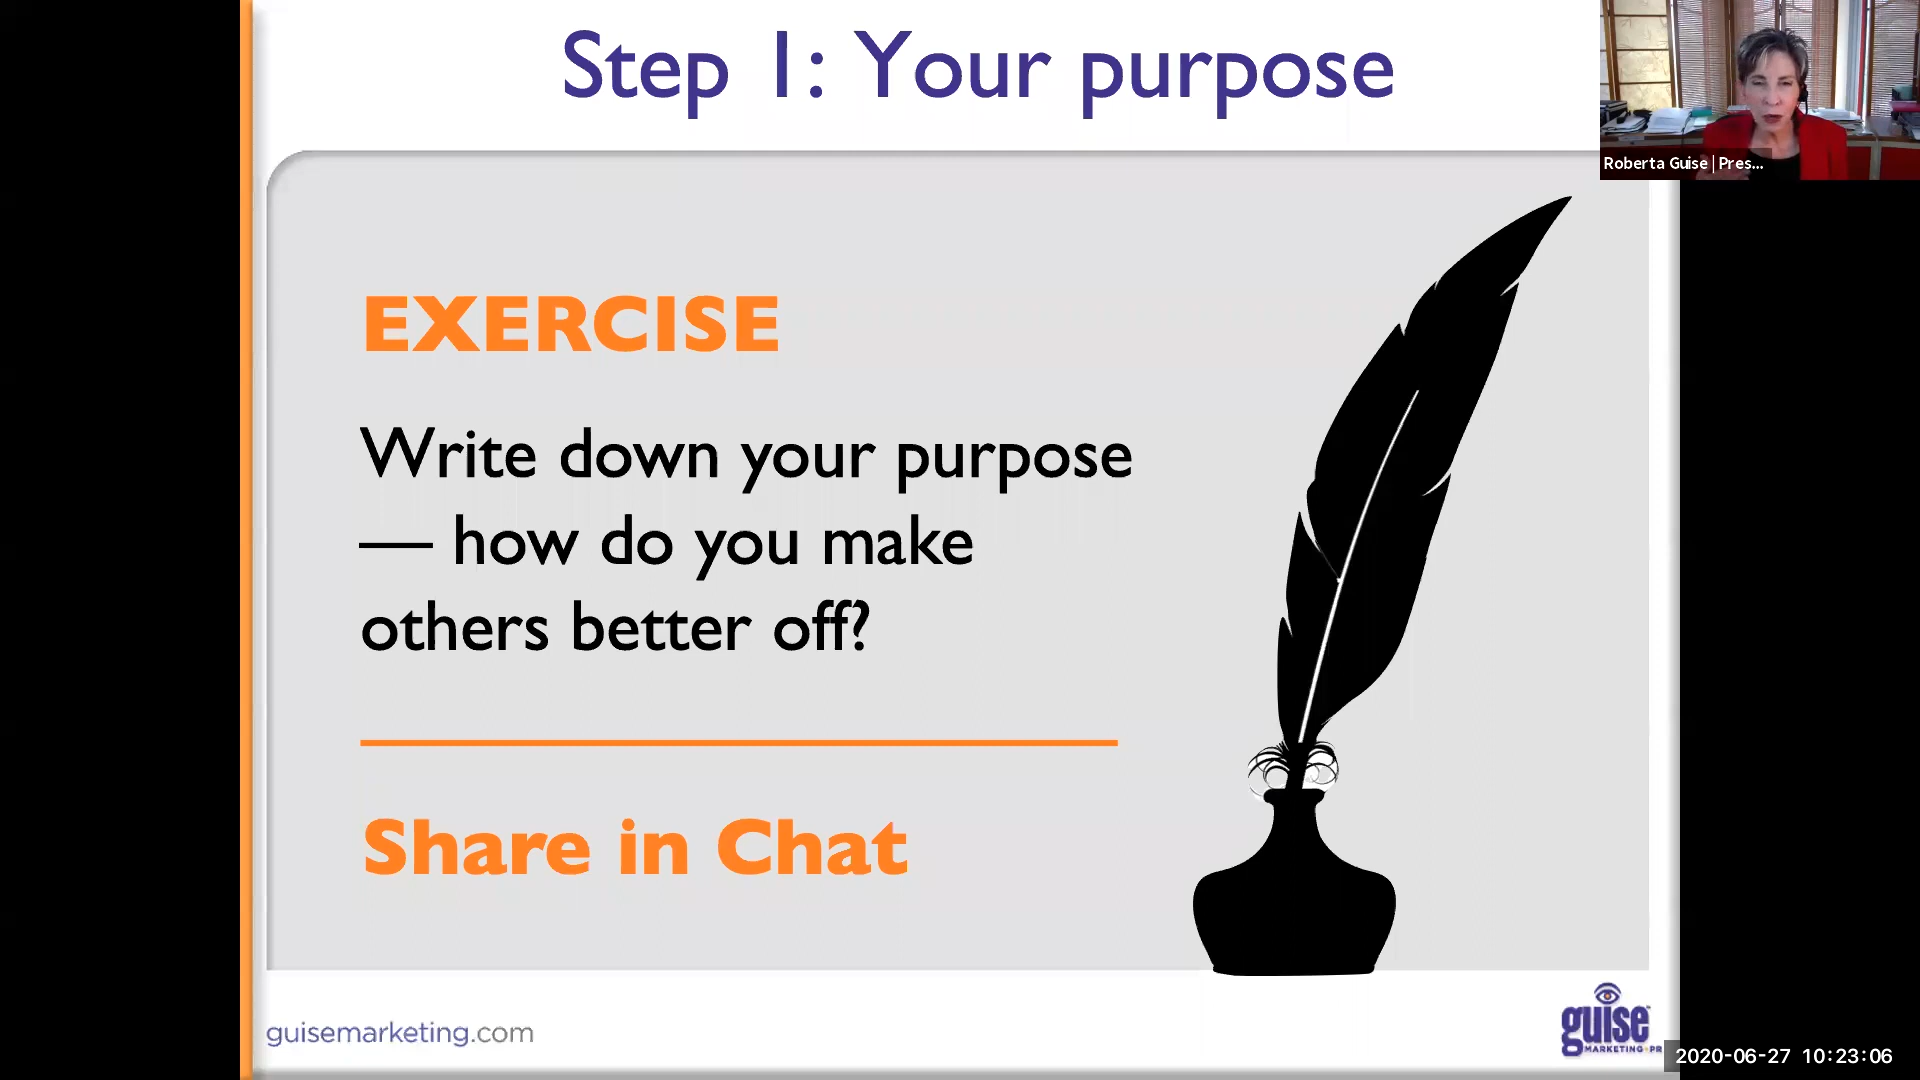 Step 1: Your purpose
Roberta Guise | Pres...
EXERCISE
Write down your purpose
— how do you make
others better off?
Share in Chat
guisemarketing.com
guise
MARKETING+PR
2020-06-27 10:23:06